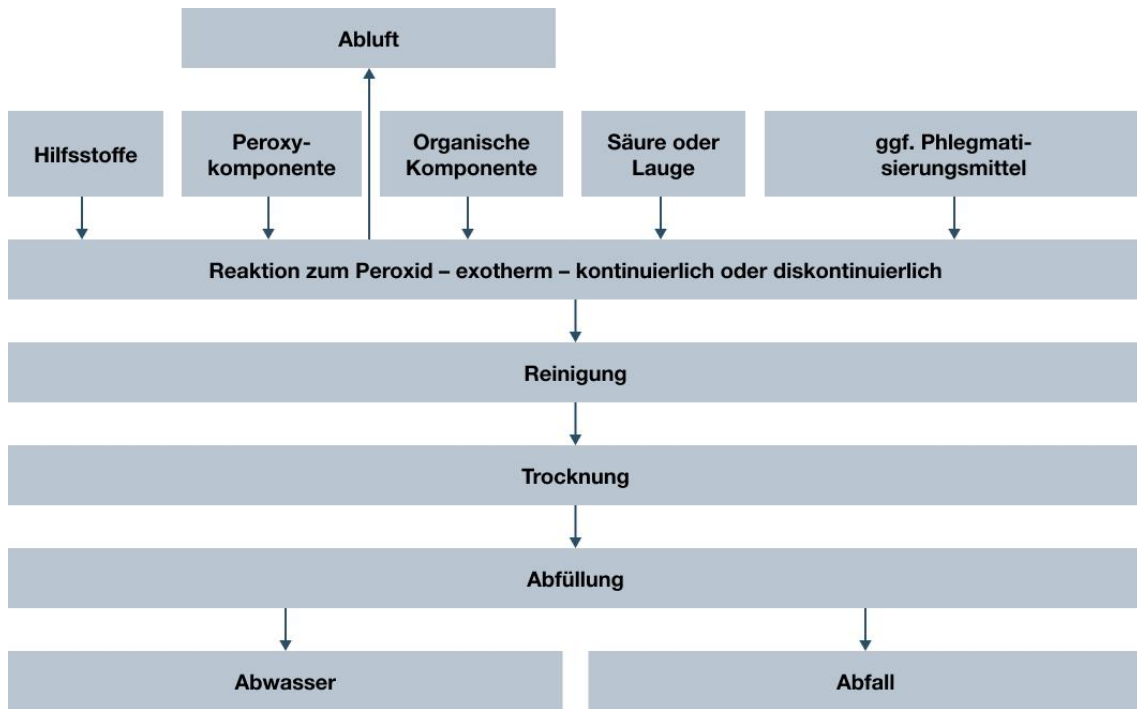 Abluft
Hilfsstoffe
Peroxy-
komponente
Organische
Komponente
Säure oder
Lauge
ggf. Phlegmati-
sierungsmittel
Reaktion zum Peroxid – exotherm – kontinuierlich oder diskontinuierlich
Reinigung
Trocknung
Abfüllung
Abwasser
Abfall